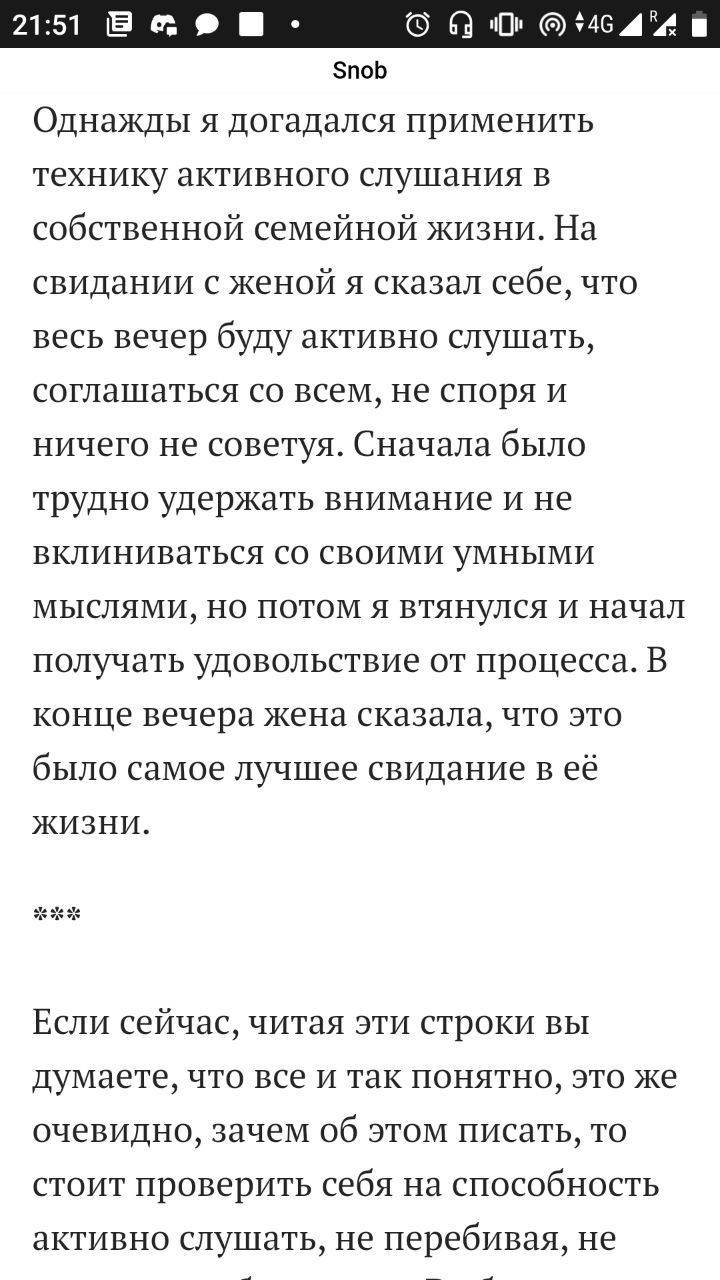 21:51
4G
R
Snob
Однажды я догадался применить
технику активного слушания в
собственной семейной жизни. На
свидании с женой я сказал себе, что
весь вечер буду активно слушать,
соглашаться со всем, не споря и
ничего не советуя. Сначала было
трудно удержать внимание и не
вклиниваться со своими умными
мыслями, но потом я втянулся и начал
получать удовольствие от процесса. В
конце вечера жена сказала, что это
было самое лучшее свидание в её
жизни.
***
Если сейчас, читая эти строки вы
думаете, что все и так понятно, это же
очевидно, зачем об этом писать, то
стоит проверить себя на способность
активно слушать, не перебивая, не